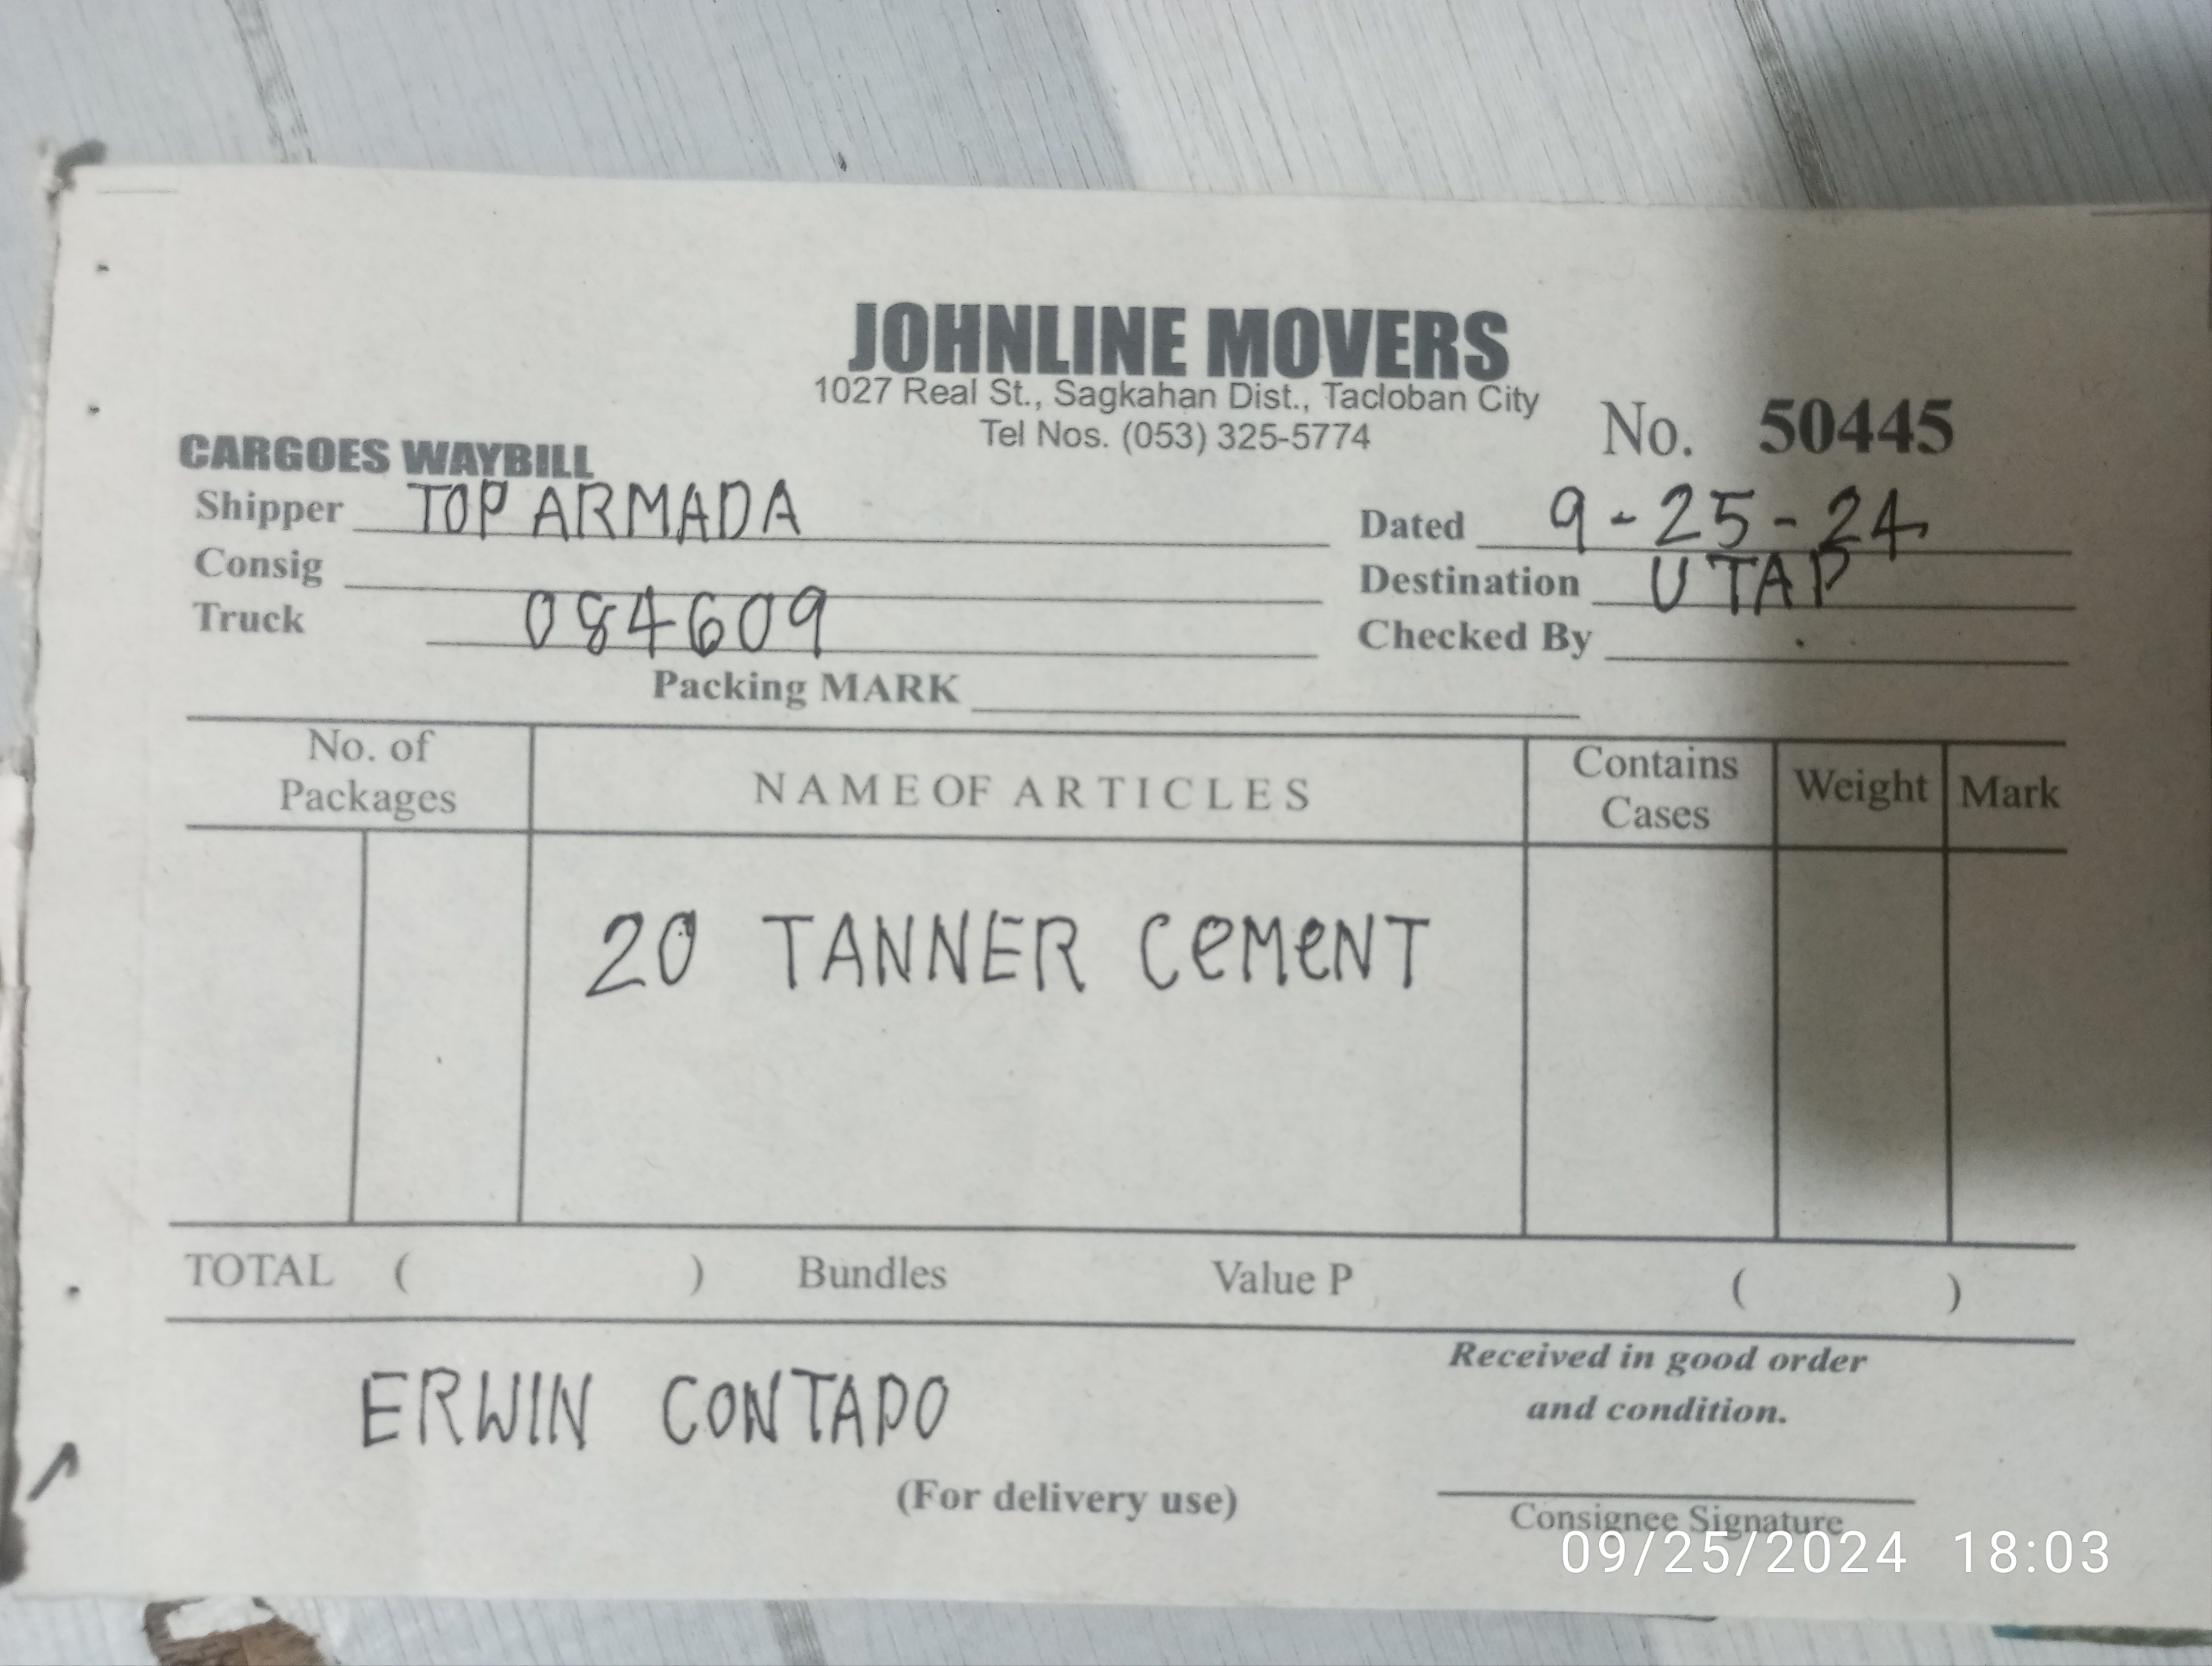 JOHNLINE MOVERS
1027 Real St., Sagkahan Dist., Tacloban City
Tel Nos. (053) 325-5774
No. 50445
CARGOES WAYBILL
Shipper TOP ARMADA
Dated 9-25-24
Consig
Destination UTAP
Truck 084609
Checked By
Packing MARK
No. of Packages
NAME OF ARTICLES
Contains Cases
Weight
Mark
20 TANNER CEMENT
TOTAL ( ) Bundles Value P ( )
ERWIN CONTAPO
Received in good order
and condition.
(For delivery use)
Consignee Signature
09/25/2024 18:03